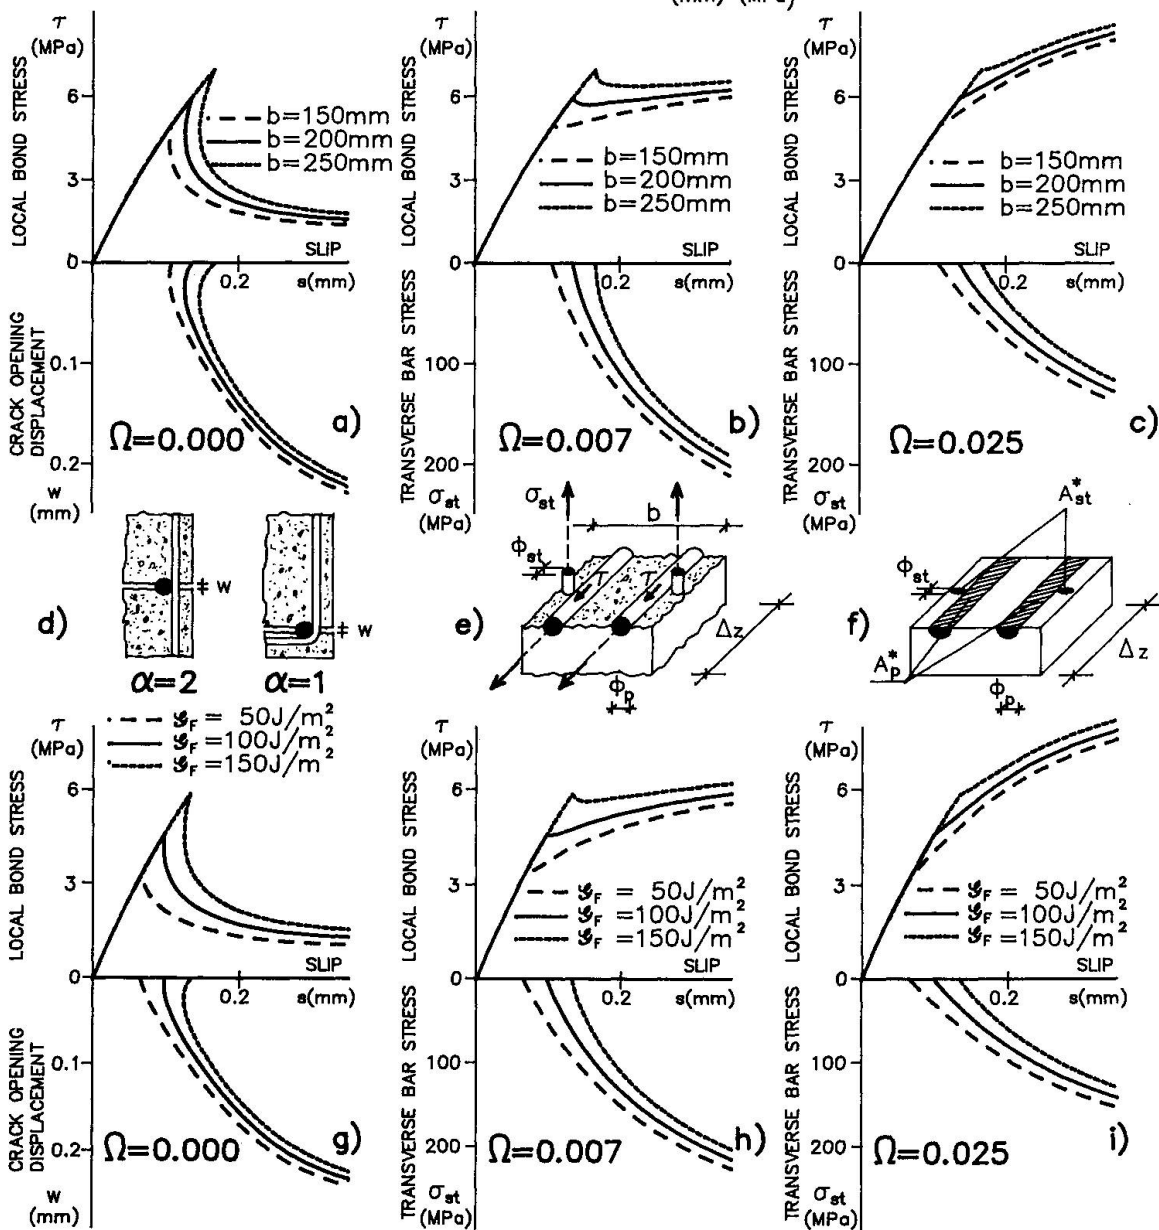 (mm) (MPa)
τ
(MPa)
LOCAL BOND STRESS
6
3
0
b=150mm
b=200mm
b=250mm
SLIP
0.2
s(mm)
CRACK OPENING
DISPLACEMENT
0.1
0.2
w
(mm)
a)
Ω=0.000
τ
(MPa)
LOCAL BOND STRESS
6
3
0
b=150mm
b=200mm
b=250mm
SLIP
0.2
s(mm)
TRANSVERSE BAR STRESS
100
200
σst
(MPa)
b)
Ω=0.007
τ
(MPa)
LOCAL BOND STRESS
6
3
0
b=150mm
b=200mm
b=250mm
SLIP
0.2
s(mm)
TRANSVERSE BAR STRESS
100
200
σst
(MPa)
c)
Ω=0.025
d)
w
w
α=2
α=1
e)
σst
b
Φst
τ
τ
Δz
Φp
f)
A*st
Φst
Δz
A*p
Φp
τ
(MPa)
𝒢F = 50J/m²
𝒢F =100J/m²
𝒢F =150J/m²
LOCAL BOND STRESS
6
3
0
SLIP
0.2
s(mm)
CRACK OPENING
DISPLACEMENT
0.1
0.2
w
(mm)
g)
Ω=0.000
τ
(MPa)
LOCAL BOND STRESS
6
3
0
𝒢F = 50J/m²
𝒢F =100J/m²
𝒢F =150J/m²
SLIP
0.2
s(mm)
TRANSVERSE BAR STRESS
100
200
σst
(MPa)
h)
Ω=0.007
τ
(MPa)
LOCAL BOND STRESS
6
3
0
𝒢F = 50J/m²
𝒢F =100J/m²
𝒢F =150J/m²
SLIP
0.2
s(mm)
TRANSVERSE BAR STRESS
100
200
σst
(MPa)
i)
Ω=0.025